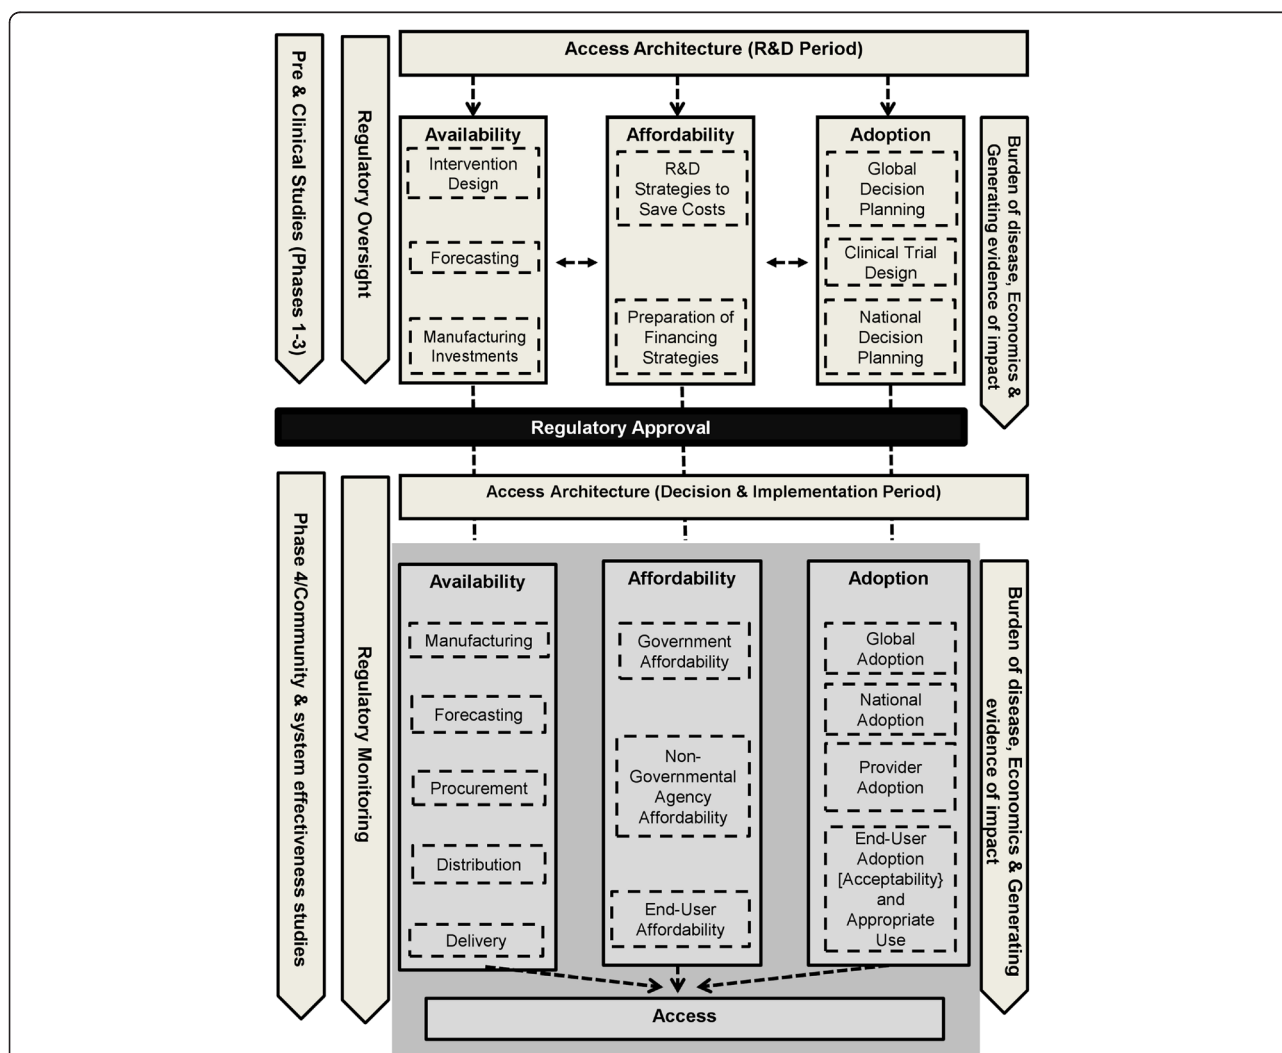 Access Architecture (R&D Period)
Pre & Clinical Studies (Phases 1-3)
Regulatory Oversight
Availability
Intervention
Design
Forecasting
Manufacturing
Investments
Affordability
R&D
Strategies to
Save Costs
Preparation of
Financing
Strategies
Adoption
Global
Decision
Planning
Clinical Trial
Design
National
Decision
Planning
Burden of disease, Economics &
Generating evidence of impact
Regulatory Approval
Access Architecture (Decision & Implementation Period)
Phase 4/Community & system effectiveness studies
Regulatory Monitoring
Availability
Manufacturing
Forecasting
Procurement
Distribution
Delivery
Affordability
Government
Affordability
Non-
Governmental
Agency
Affordability
End-User
Affordability
Adoption
Global
Adoption
National
Adoption
Provider
Adoption
End-User
Adoption
[Acceptability}
and
Appropriate
Use
Burden of disease, Economics & Generating
evidence of impact
Access